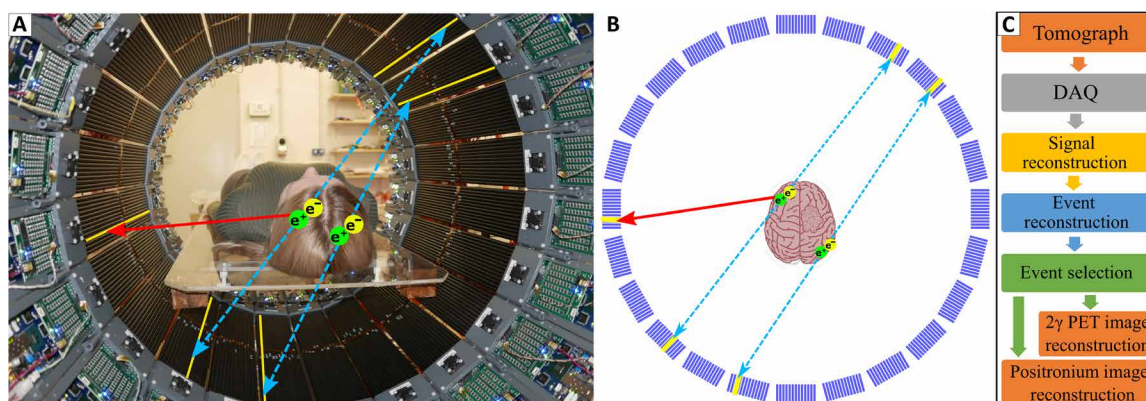 A
e⁺ e⁻
e⁺ e⁻
B
e⁺ e⁻
e⁺ e⁻
C
Tomograph
DAQ
Signal
reconstruction
Event
reconstruction
Event selection
2γ PET image
reconstruction
Positronium image
reconstruction